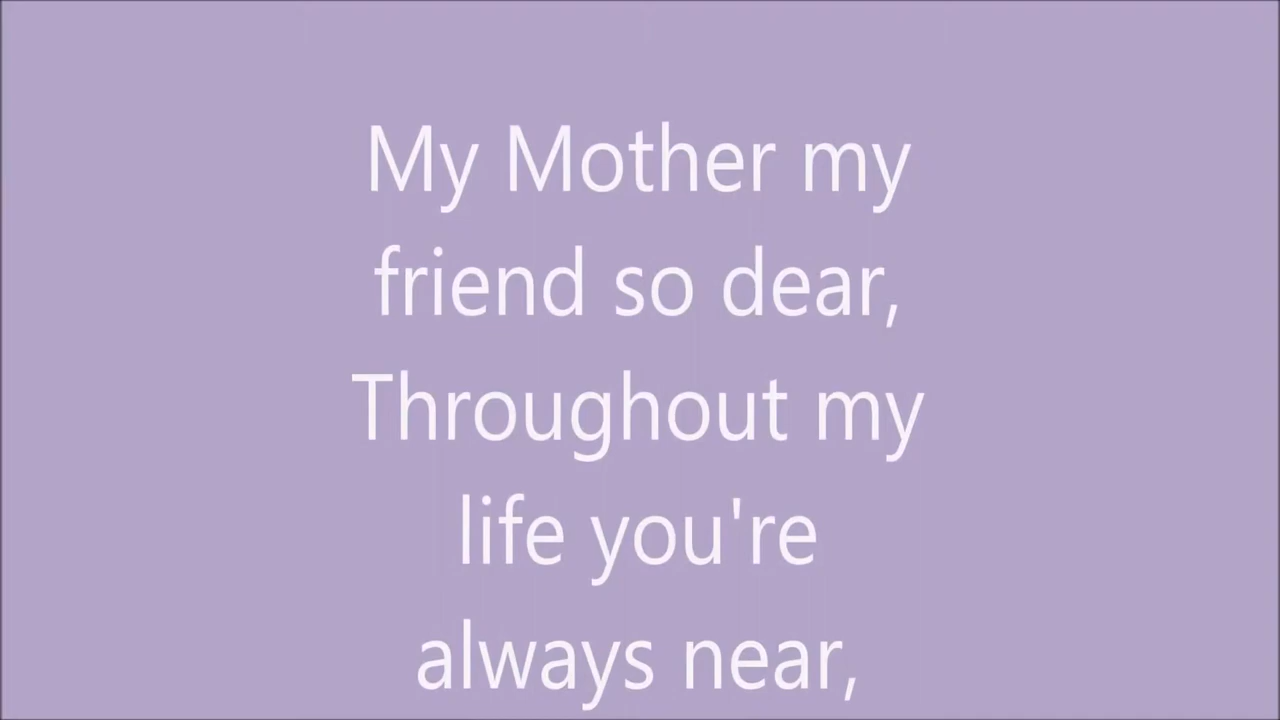 My Mother my
friend so dear,
Throughout my
life you're
always near,